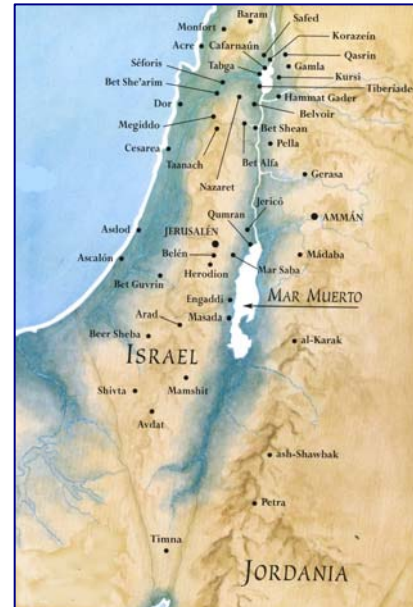 Baram
Safed
Monfort
Korazeín
Acre
Cafarnaún
Qasrin
Tabga
Gamla
Séforis
Kursi
Bet She'arim
Tiberíades
Dor
Hammat Gader
Belvoir
Megiddo
Bet Shean
Cesarea
Pella
Taanach
Bet Alfa
Gerasa
Nazaret
Qumran
Jericó
AMMÁN
Asdod
JERUSALÉN
Ascalón
Belén
Mar Saba
Mádaba
Herodion
Bet Guvrin
Engaddi
MAR MUERTO
Arad
Masada
Beer Sheba
al-Karak
ISRAEL
Shivta
Mamshit
Avdat
ash-Shawbak
Petra
Timna
JORDANIA